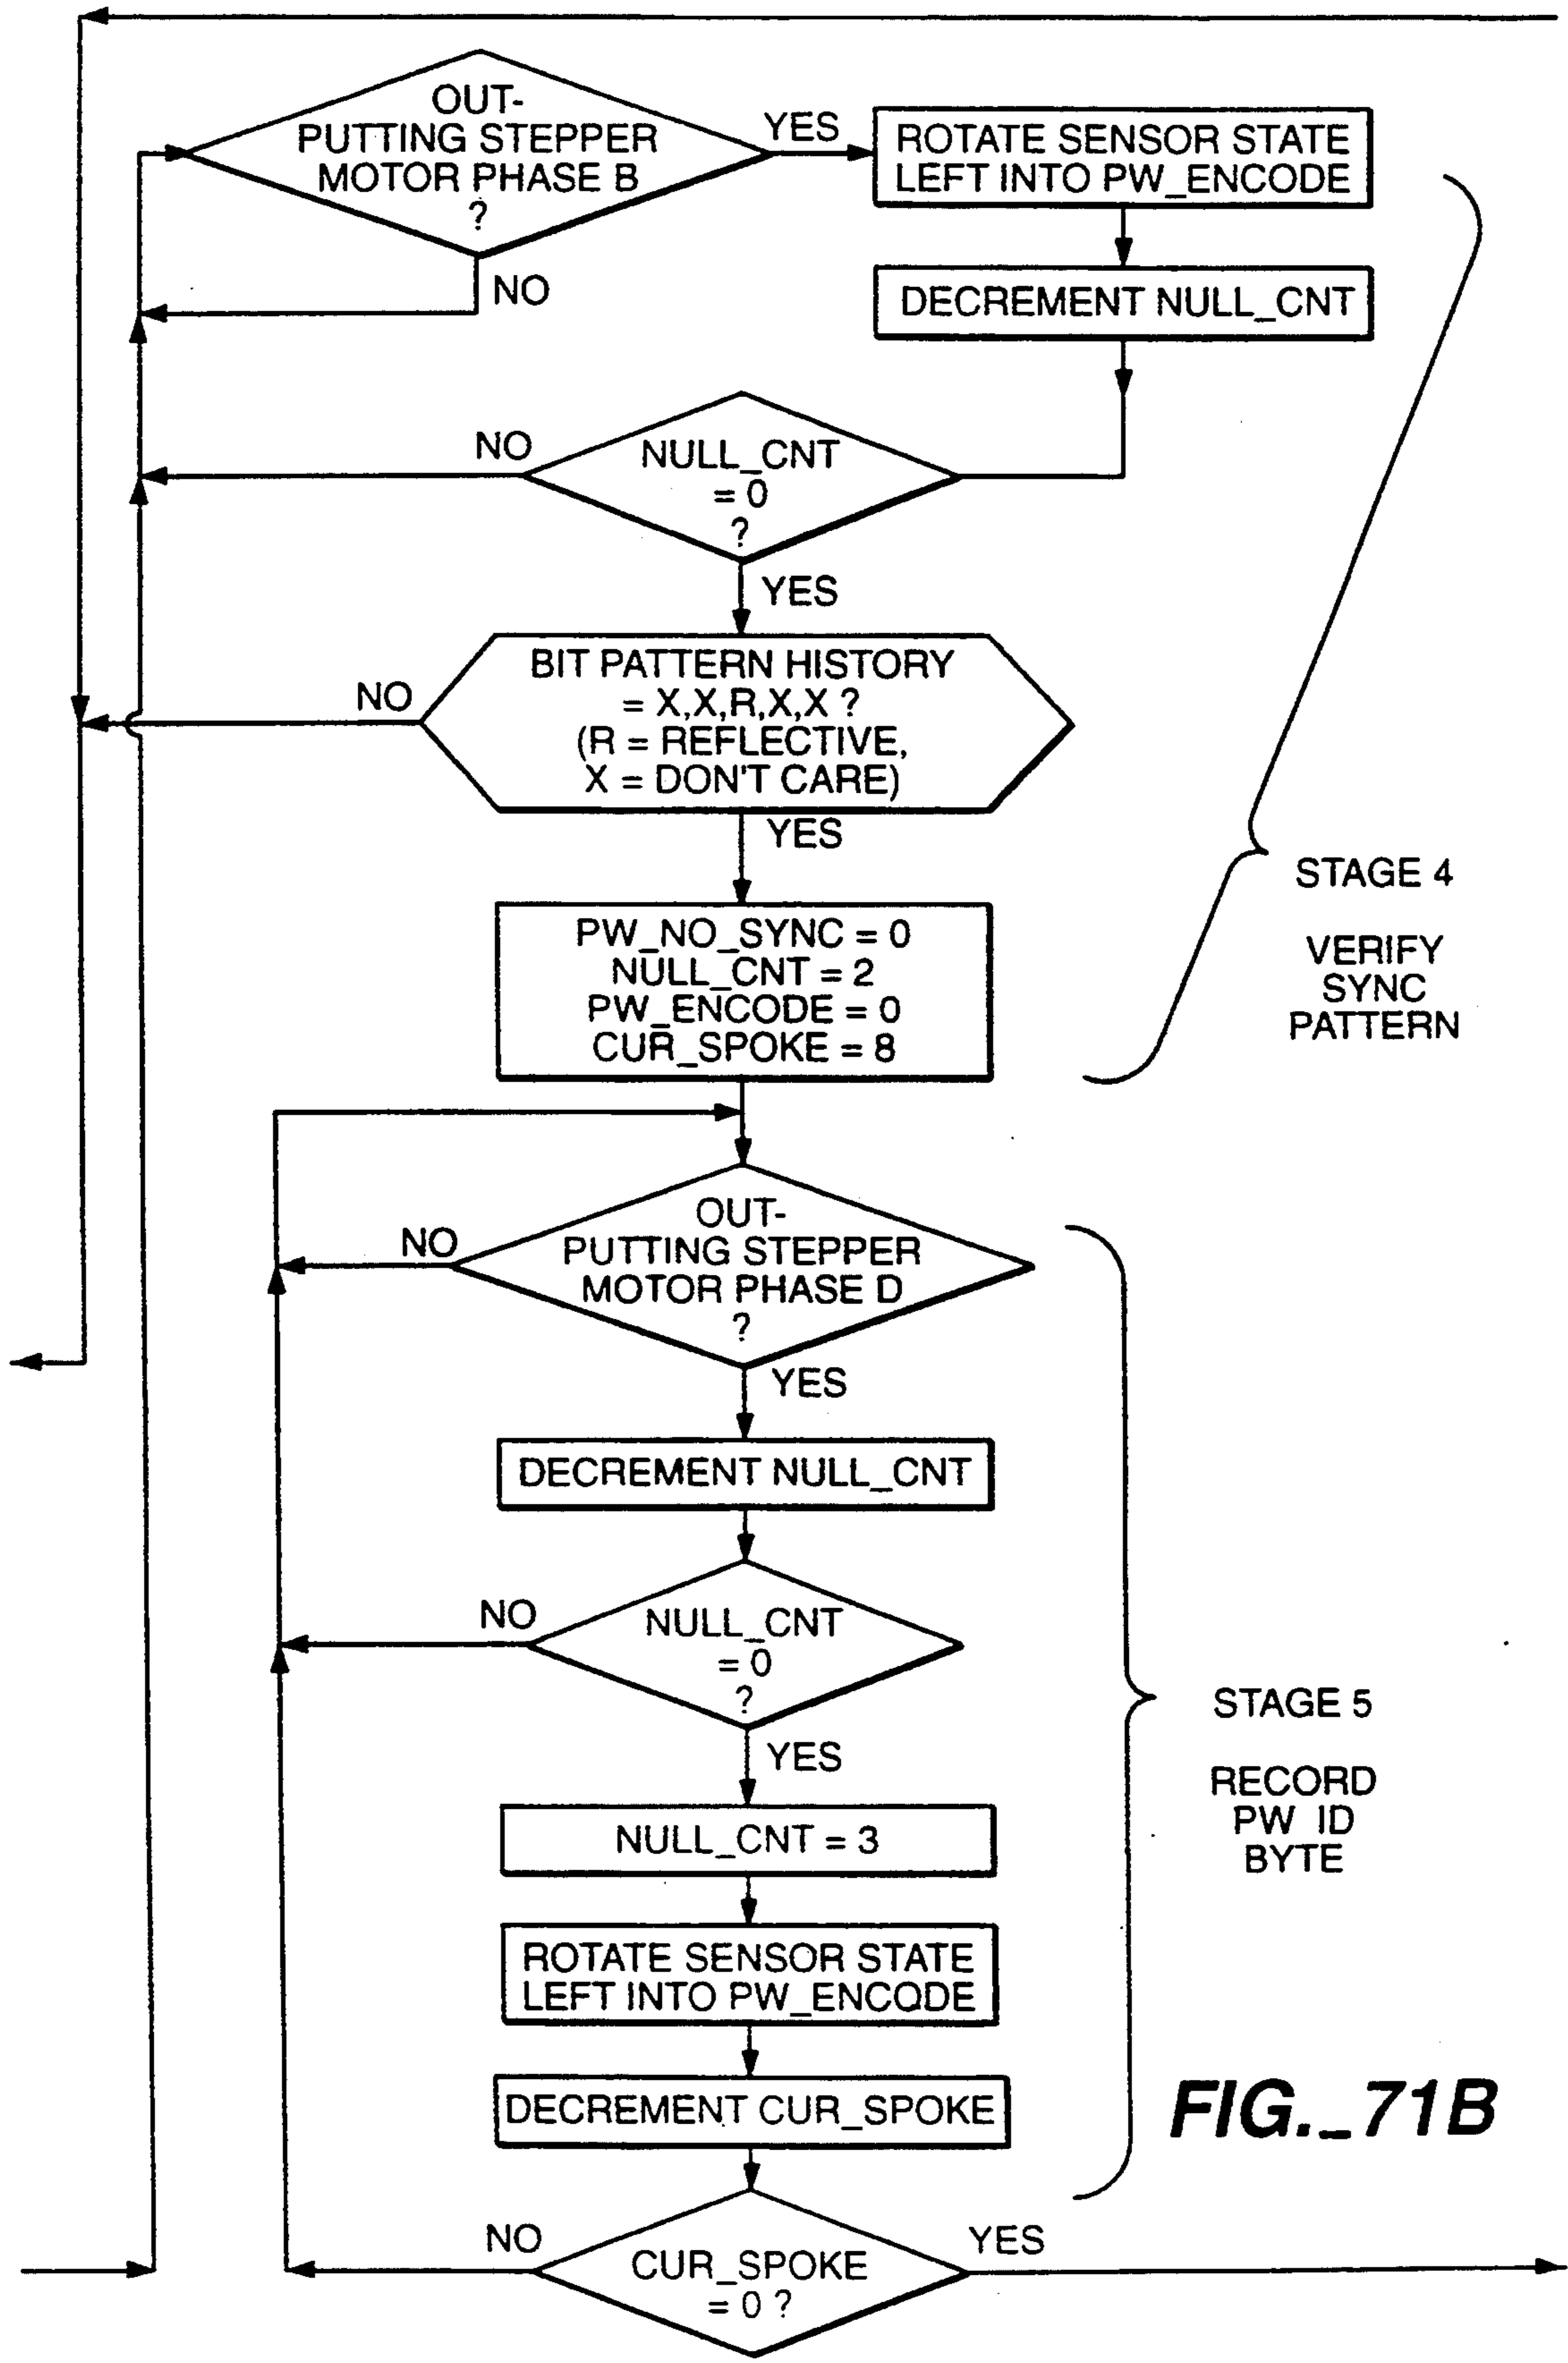 OUT-
PUTTING STEPPER
MOTOR PHASE B
?
YES
ROTATE SENSOR STATE
LEFT INTO PW_ENCODE
NO
DECREMENT NULL_CNT
NO
NULL_CNT
= 0
?
YES
BIT PATTERN HISTORY
= X,X,R,X,X ?
(R = REFLECTIVE,
X = DON'T CARE)
NO
YES
PW_NO_SYNC = 0
NULL_CNT = 2
PW_ENCODE = 0
CUR_SPOKE = 8
STAGE 4
VERIFY
SYNC
PATTERN
OUT-
PUTTING STEPPER
MOTOR PHASE D
?
NO
YES
DECREMENT NULL_CNT
NO
NULL_CNT
= 0
?
YES
NULL_CNT = 3
ROTATE SENSOR STATE
LEFT INTO PW_ENCODE
DECREMENT CUR_SPOKE
STAGE 5
RECORD
PW ID
BYTE
FIG._71B
NO
CUR_SPOKE
= 0 ?
YES